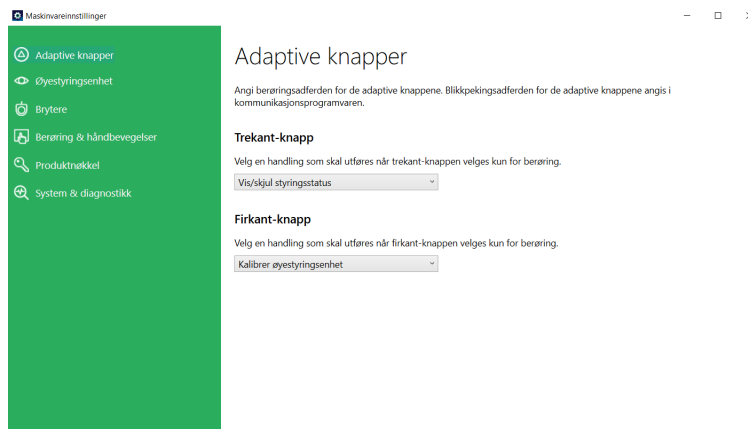 Maskinvareinnstillinger
Adaptive knapper
Øyestyringsenhet
Brytere
Berøring & håndbevegelser
Produktnøkkel
System & diagnostikk
Adaptive knapper
Angi berøringsadferden for de adaptive knappene. Blikkpekingsadferden for de adaptive knappene angis i
kommunikasjonsprogramvaren.
Trekant-knapp
Velg en handling som skal utføres når trekant-knappen velges kun for berøring.
Vis/skjul styringsstatus
Firkant-knapp
Velg en handling som skal utføres når firkant-knappen velges kun for berøring.
Kalibrer øyestyringsenhet